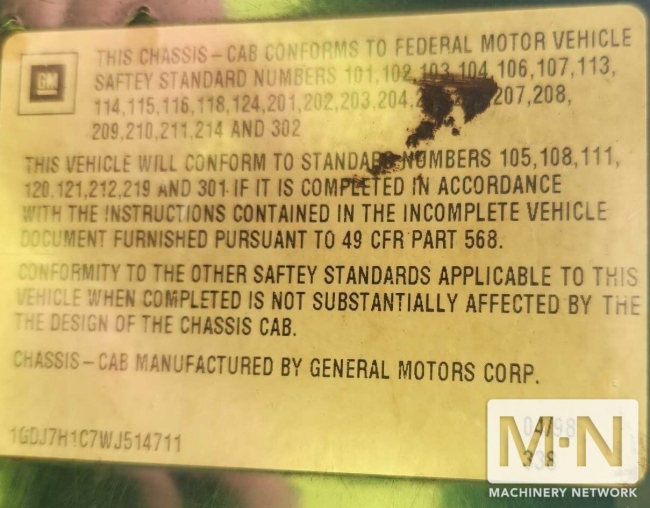 GM
THIS CHASSIS-CAB CONFORMS TO FEDERAL MOTOR VEHICLE
SAFTEY STANDARD NUMBERS 101,102,103,104,106,107,113,
114,115,116,118,124,201,202,203,204, 207,208,
209,210,211,214 AND 302
THIS VEHICLE WILL CONFORM TO STANDARD NUMBERS 105,108,111,
120,121,212,219 AND 301 IF IT IS COMPLETED IN ACCORDANCE
WITH THE INSTRUCTIONS CONTAINED IN THE INCOMPLETE VEHICLE
DOCUMENT FURNISHED PURSUANT TO 49 CFR PART 568.
CONFORMITY TO THE OTHER SAFTEY STANDARDS APPLICABLE TO THIS
VEHICLE WHEN COMPLETED IS NOT SUBSTANTIALLY AFFECTED BY THE
THE DESIGN OF THE CHASSIS CAB.
CHASSIS-CAB MANUFACTURED BY GENERAL MOTORS CORP.
1GDJ7H1C7WJ514711
04/98
338
M·N
MACHINERY NETWORK